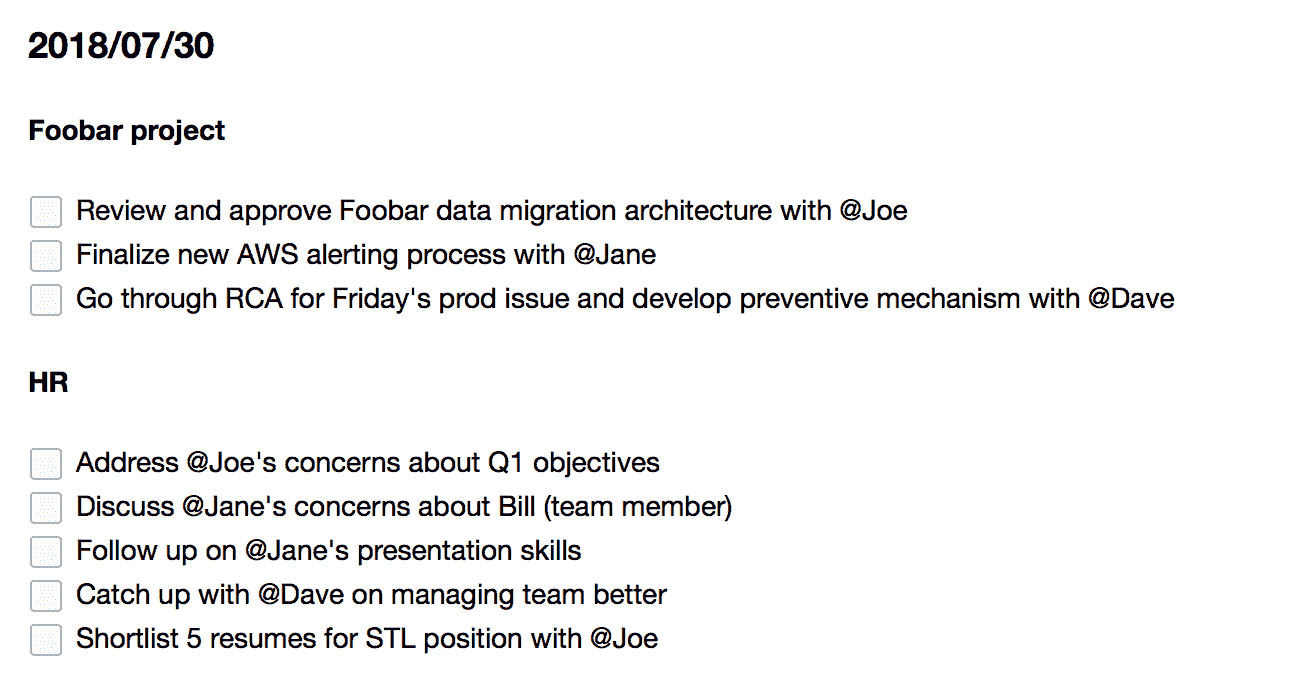 2018/07/30
Foobar project
Review and approve Foobar data migration architecture with @Joe
Finalize new AWS alerting process with @Jane
Go through RCA for Friday's prod issue and develop preventive mechanism with @Dave
HR
Address @Joe's concerns about Q1 objectives
Discuss @Jane's concerns about Bill (team member)
Follow up on @Jane's presentation skills
Catch up with @Dave on managing team better
Shortlist 5 resumes for STL position with @Joe